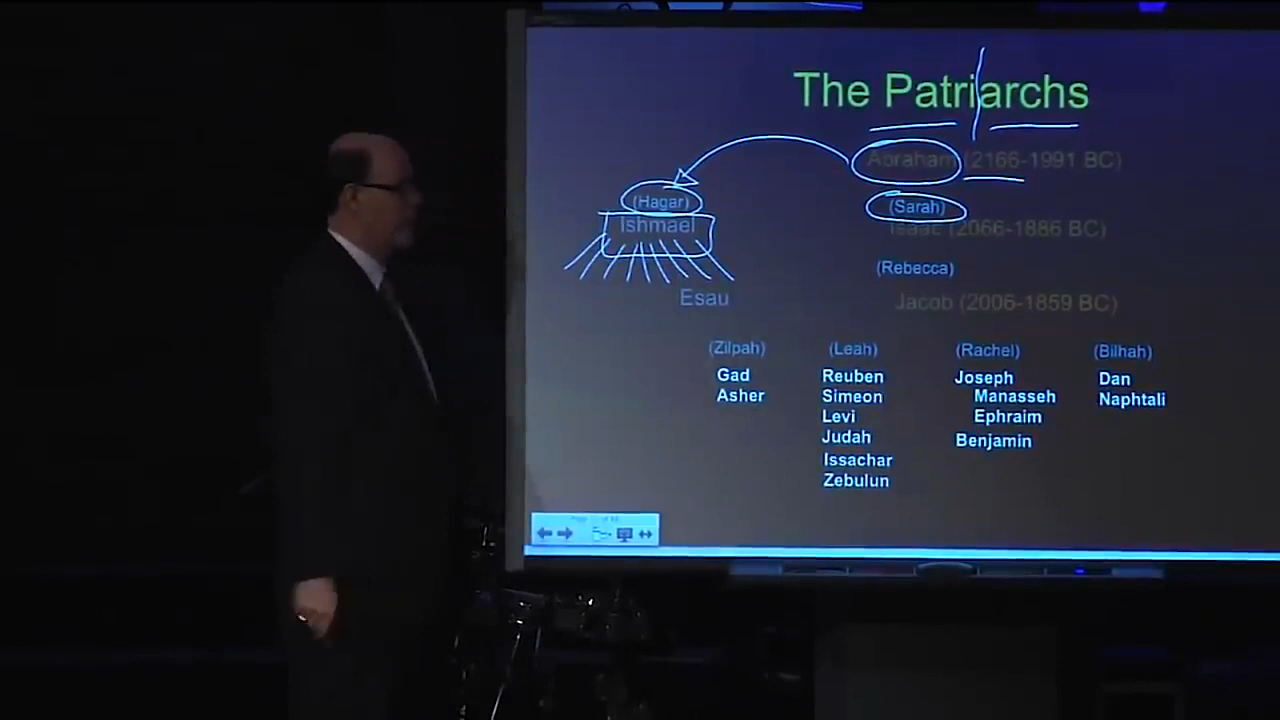 The Patriarchs
Abraham (2166-1991 BC)
(Hagar)
(Sarah)
Ishmael
Isaac (2066-1886 BC)
(Rebecca)
Esau
Jacob (2006-1859 BC)
(Zilpah) (Leah) (Rachel) (Bilhah)
Gad Reuben Joseph Dan
Asher Simeon Manasseh Naphtali
Levi Ephraim
Judah Benjamin
Issachar
Zebulun